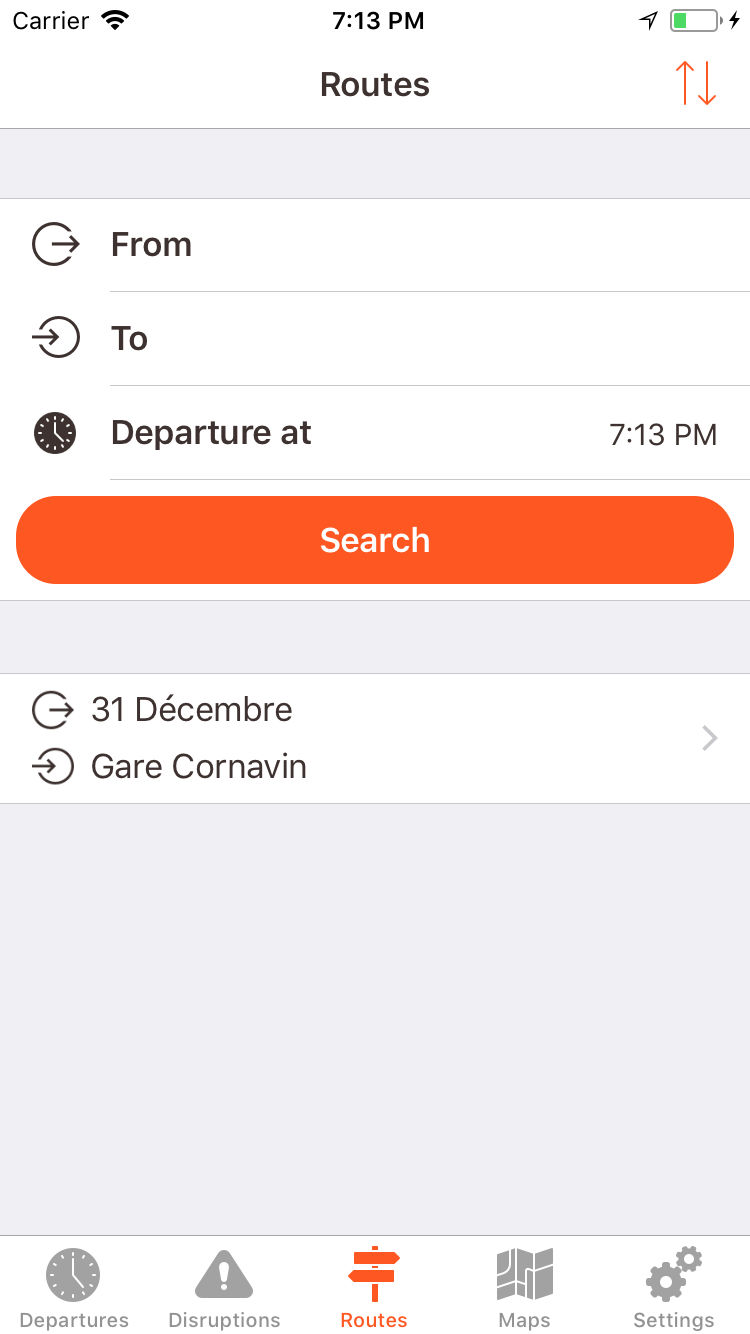 Carrier 7:13 PM
Routes
From
To
Departure at 7:13 PM
Search
31 Décembre
Gare Cornavin
Departures Disruptions Routes Maps Settings